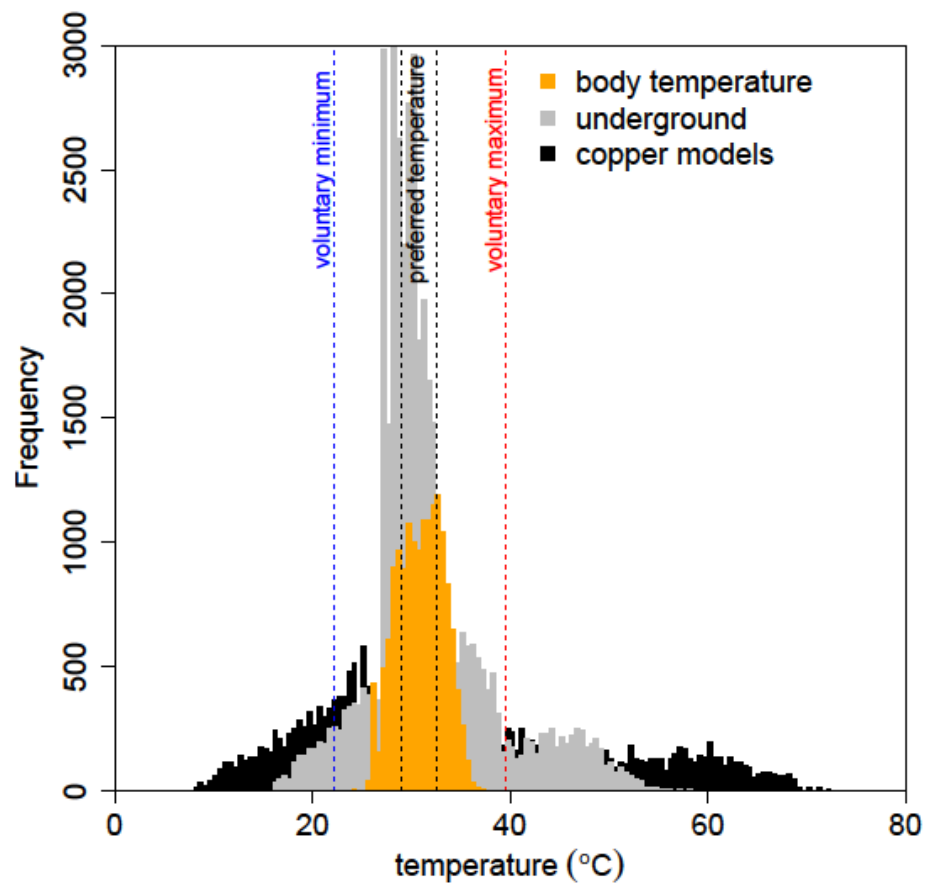 body temperature
underground
copper models
voluntary minimum
preferred temperature
voluntary maximum
Frequency
3000
2500
2000
1500
1000
500
0
0 20 40 60 80
temperature (°C)